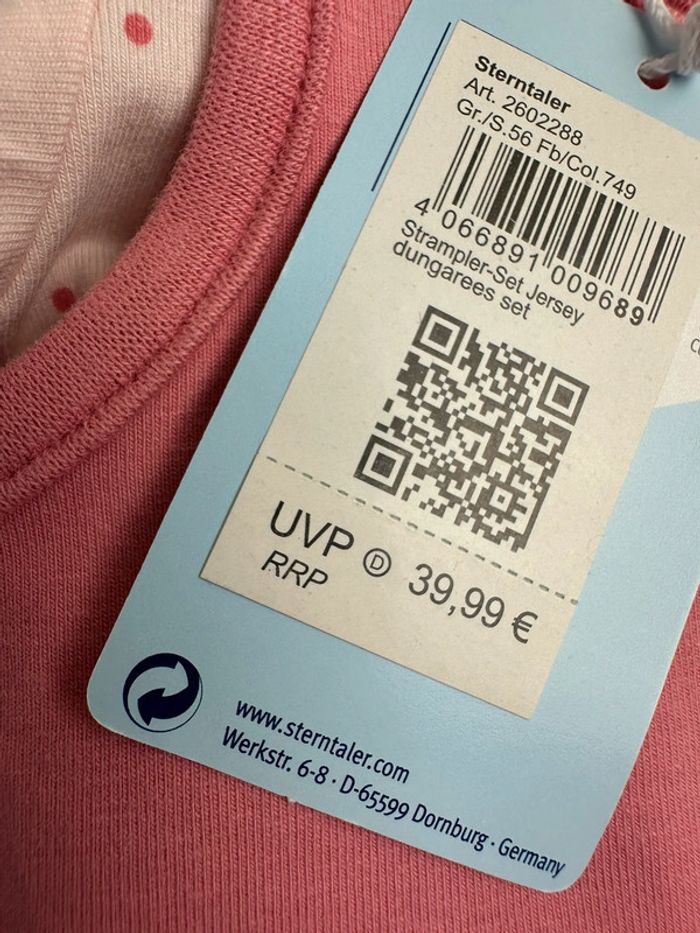 Sterntaler
Art. 2602288
Gr./S.56 Fb/Col.749
4 066891 009689
Strampler-Set Jersey
dungarees set
UVP D 39,99 €
RRP
www.sterntaler.com
Werkstr. 6-8 · D-65599 Dornburg · Germany